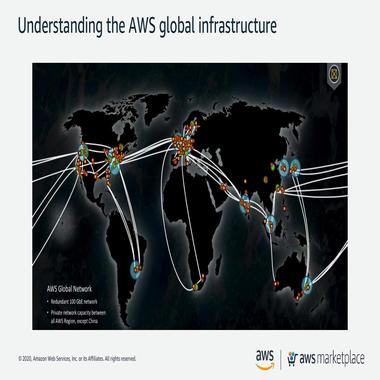 Understanding the AWS global infrastructure
AWS Global Network
• Redundant 100 GbE network
• Private network capacity between
all AWS Region, except China
© 2020, Amazon Web Services, Inc. or its Affiliates. All rights reserved.
aws
aws marketplace